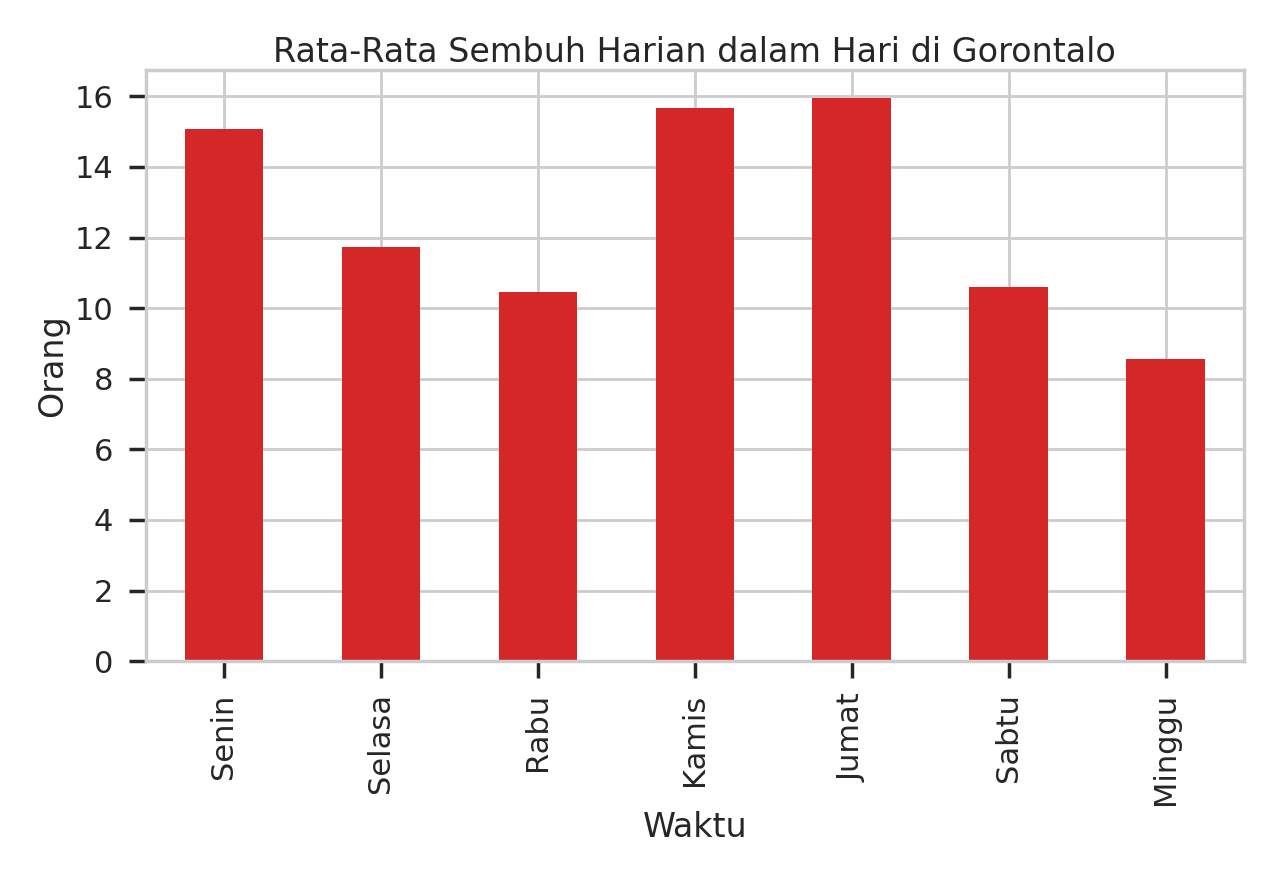 Rata-Rata Sembuh Harian dalam Hari di Gorontalo
Orang
16
14
12
10
8
6
4
2
0
Senin
Selasa
Rabu
Kamis
Jumat
Sabtu
Minggu
Waktu